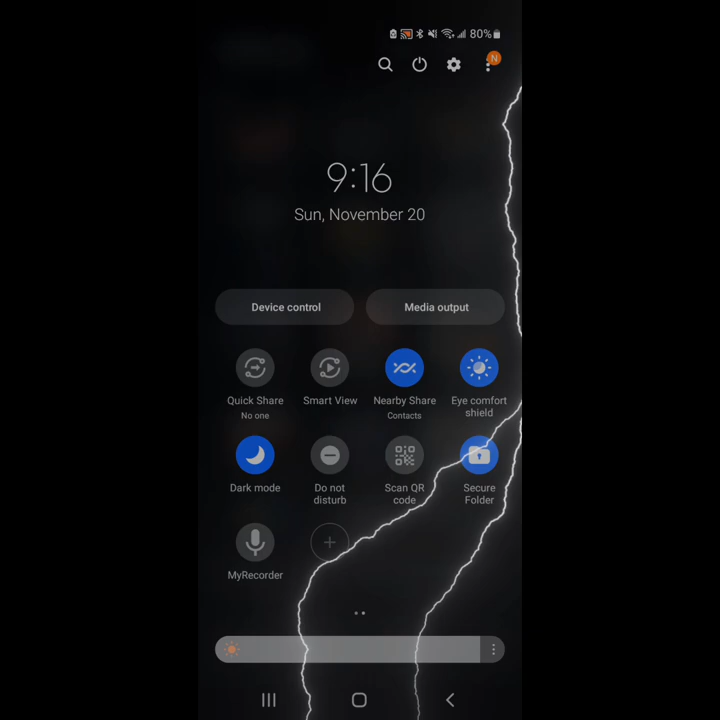 80%
N
9:16
Sun, November 20
Device control Media output
Quick Share Smart View Nearby Share Eye comfort shield
No one Contacts
Dark mode Do not disturb Scan QR code Secure Folder
MyRecorder